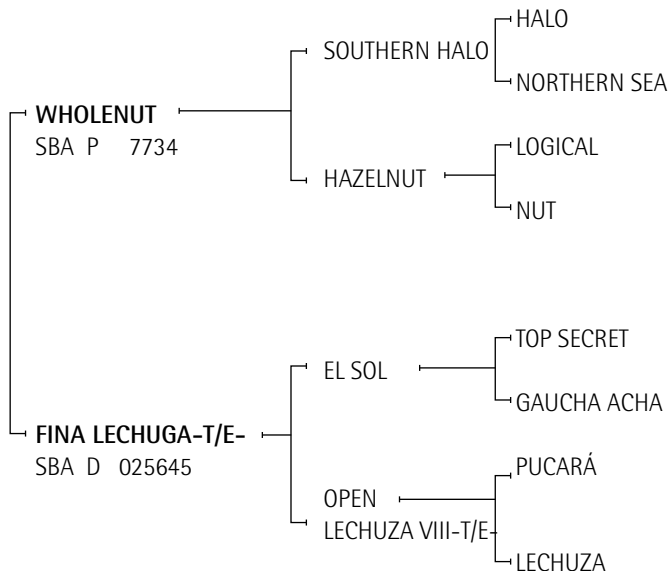 HALO
SOUTHERN HALO
NORTHERN SEA
WHOLENUT
SBA P 7734
LOGICAL
HAZELNUT
NUT
TOP SECRET
EL SOL
GAUCHA ACHA
FINA LECHUGA-T/E-
SBA D 025645
PUCARÁ
OPEN
LECHUZA VIII-T/E-
LECHUZA